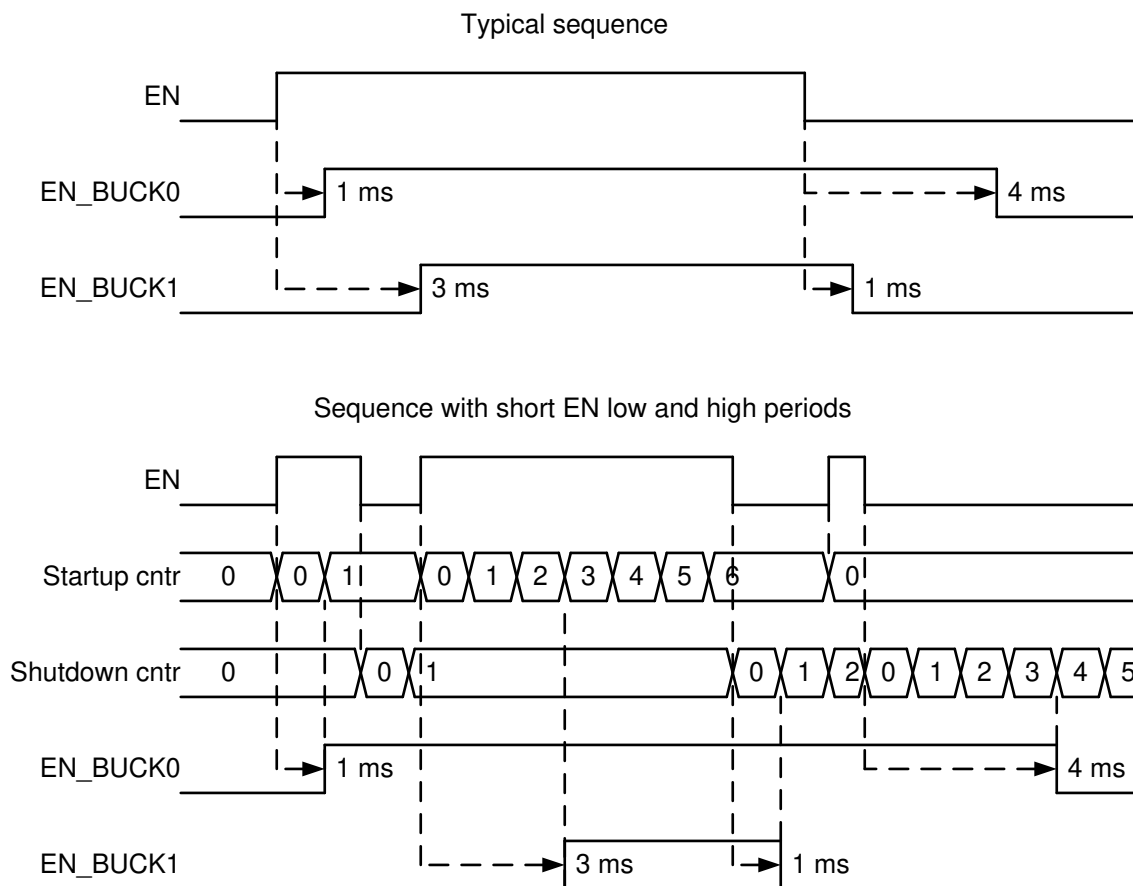 Typical sequence
EN
EN_BUCK0 1 ms 4 ms
EN_BUCK1 3 ms 1 ms
Sequence with short EN low and high periods
EN
Startup cntr 0 0 1 0 1 2 3 4 5 6 0
Shutdown cntr 0 0 1 0 1 2 0 1 2 3 4 5
EN_BUCK0 1 ms 4 ms
EN_BUCK1 3 ms 1 ms